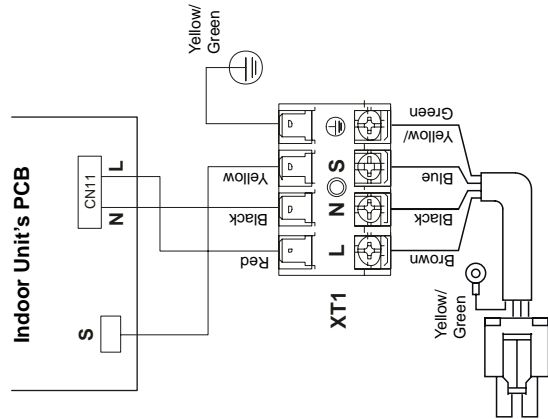 Indoor Unit's PCB
S
CN11
N
L
Yellow/
Green
Red
Black
Yellow
XT1
L
N
S
Brown
Black
Blue
Yellow/
Green
Yellow/
Green